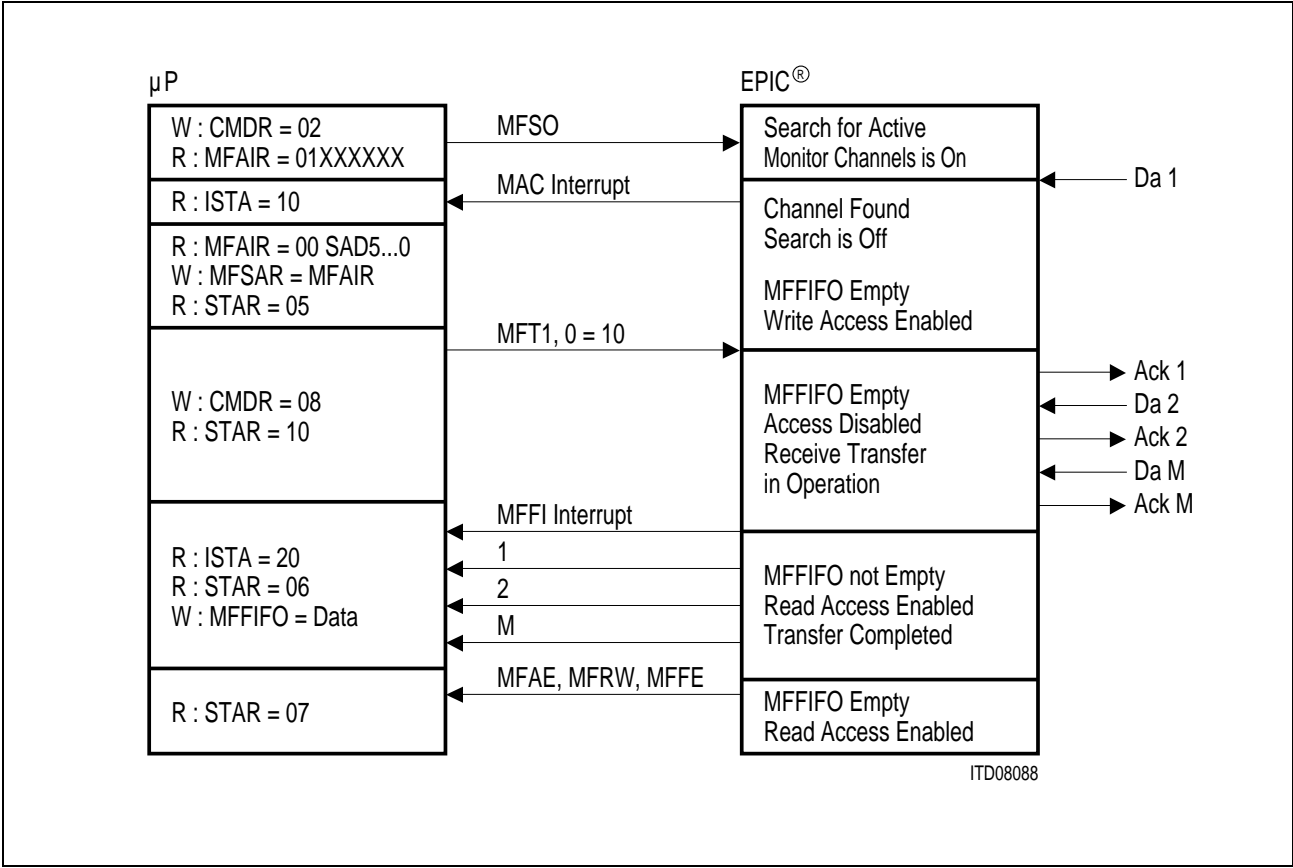 µP
EPIC®
W : CMDR = 02
R : MFAIR = 01XXXXXX
MFSO
Search for Active
Monitor Channels is On
Da 1
R : ISTA = 10
MAC Interrupt
Channel Found
Search is Off
R : MFAIR = 00 SAD5...0
W : MFSAR = MFAIR
R : STAR = 05
MFFIFO Empty
Write Access Enabled
MFT1, 0 = 10
W : CMDR = 08
R : STAR = 10
MFFIFO Empty
Access Disabled
Receive Transfer
in Operation
Ack 1
Da 2
Ack 2
Da M
Ack M
MFFI Interrupt
1
2
M
R : ISTA = 20
R : STAR = 06
W : MFFIFO = Data
MFFIFO not Empty
Read Access Enabled
Transfer Completed
MFAE, MFRW, MFFE
R : STAR = 07
MFFIFO Empty
Read Access Enabled
ITD08088